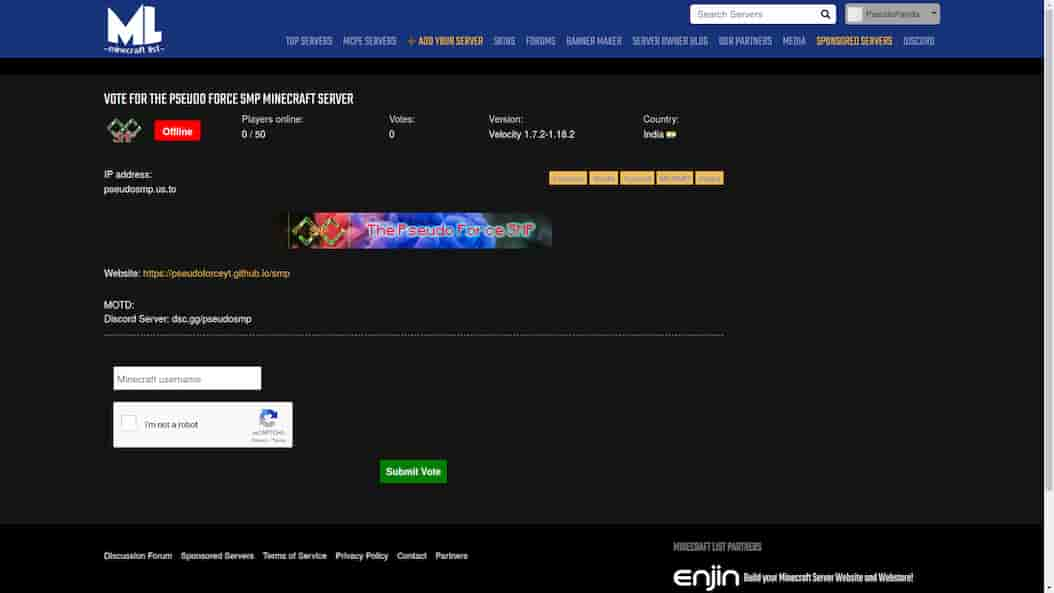 ML
minecraft list
Search Servers
PseudoPanda
TOP SERVERS MCPE SERVERS + ADD YOUR SERVER SKINS FORUMS BANNER MAKER SERVER OWNER BLOG OUR PARTNERS MEDIA SPONSORED SERVERS DISCORD
VOTE FOR THE PSEUDO FORCE SMP MINECRAFT SERVER
SMP
Offline
Players online: Votes: Version: Country:
0 / 50 0 Velocity 1.7.2-1.18.2 India
IP address:
pseudosmp.us.to
The Pseudo Force SMP
Website: https://pseudoforceyt.github.io/smp
MOTD:
Discord Server: dsc.gg/pseudosmp
Minecraft username
I'm not a robot
reCAPTCHA
Privacy - Terms
Submit Vote
Discussion Forum Sponsored Servers Terms of Service Privacy Policy Contact Partners
MINECRAFT LIST PARTNERS
enjin Build your Minecraft Server Website and Webstore!